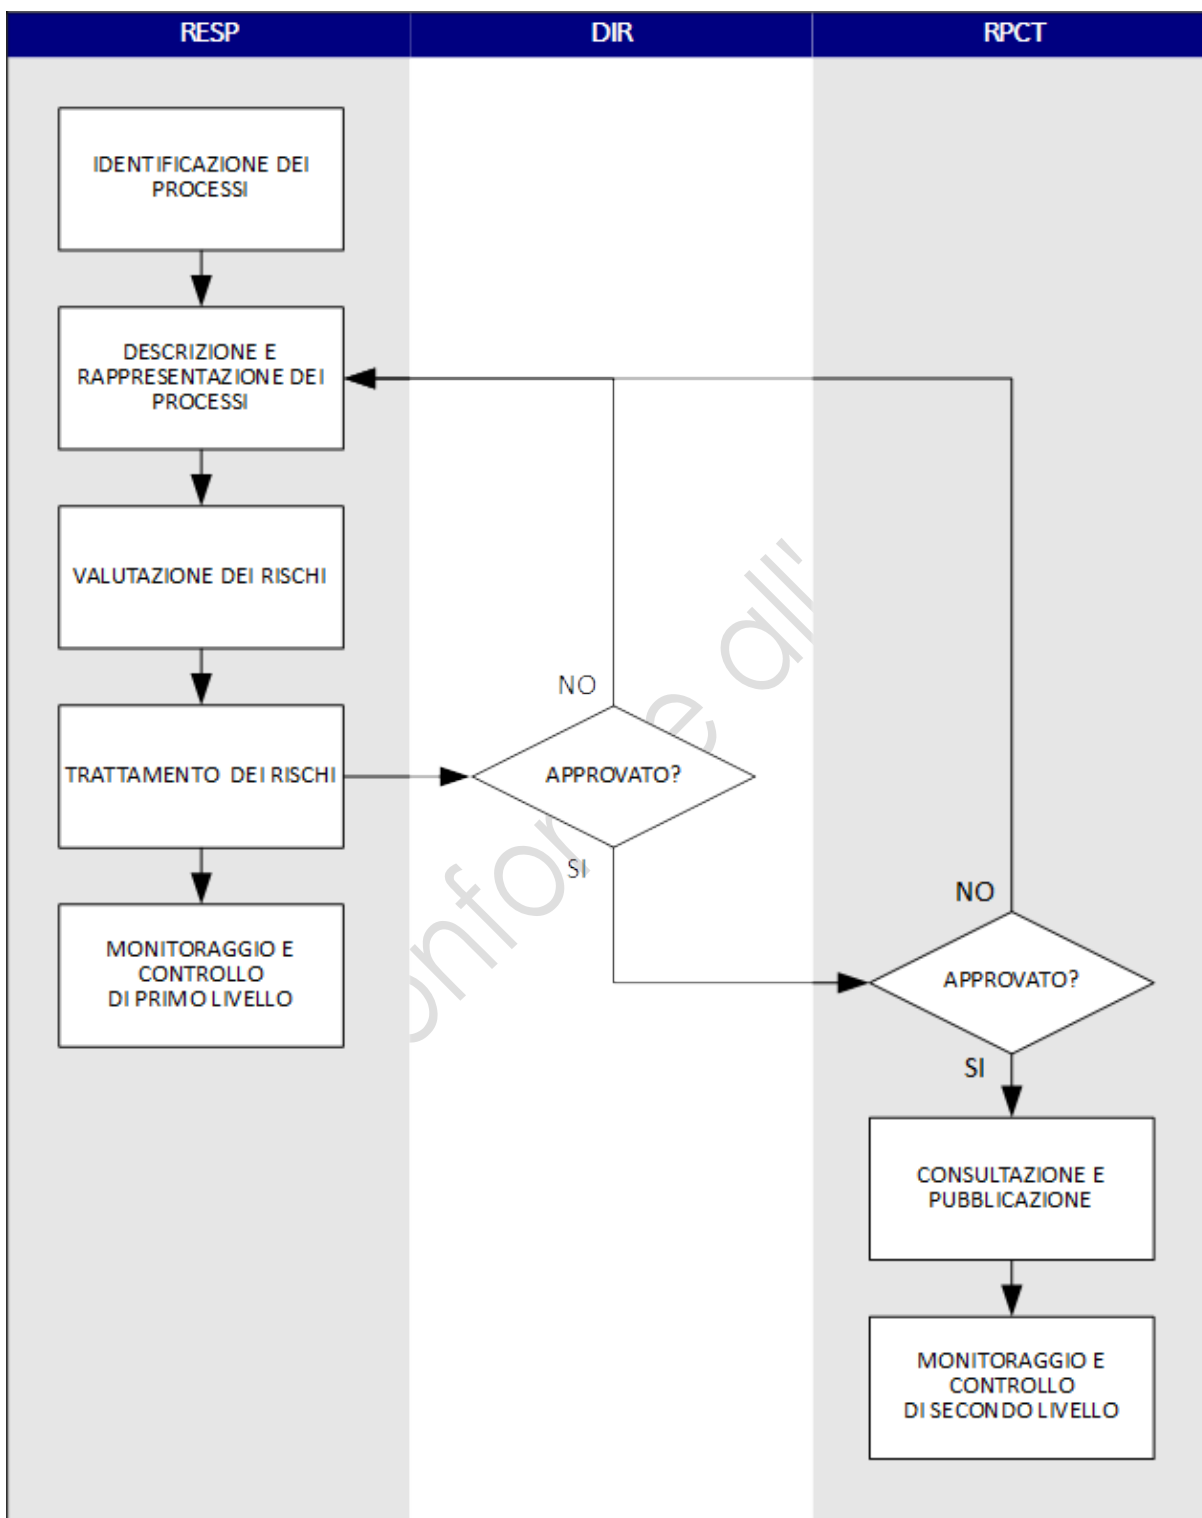 RESP
DIR
RPCT
IDENTIFICAZIONE DEI
PROCESSI
DESCRIZIONE E
RAPPRESENTAZIONE DEI
PROCESSI
VALUTAZIONE DEI RISCHI
NO
TRATTAMENTO DEI RISCHI
APPROVATO?
SI
MONITORAGGIO E
CONTROLLO
DI PRIMO LIVELLO
NO
APPROVATO?
SI
CONSULTAZIONE E
PUBBLICAZIONE
MONITORAGGIO E
CONTROLLO
DI SECONDO LIVELLO
all'